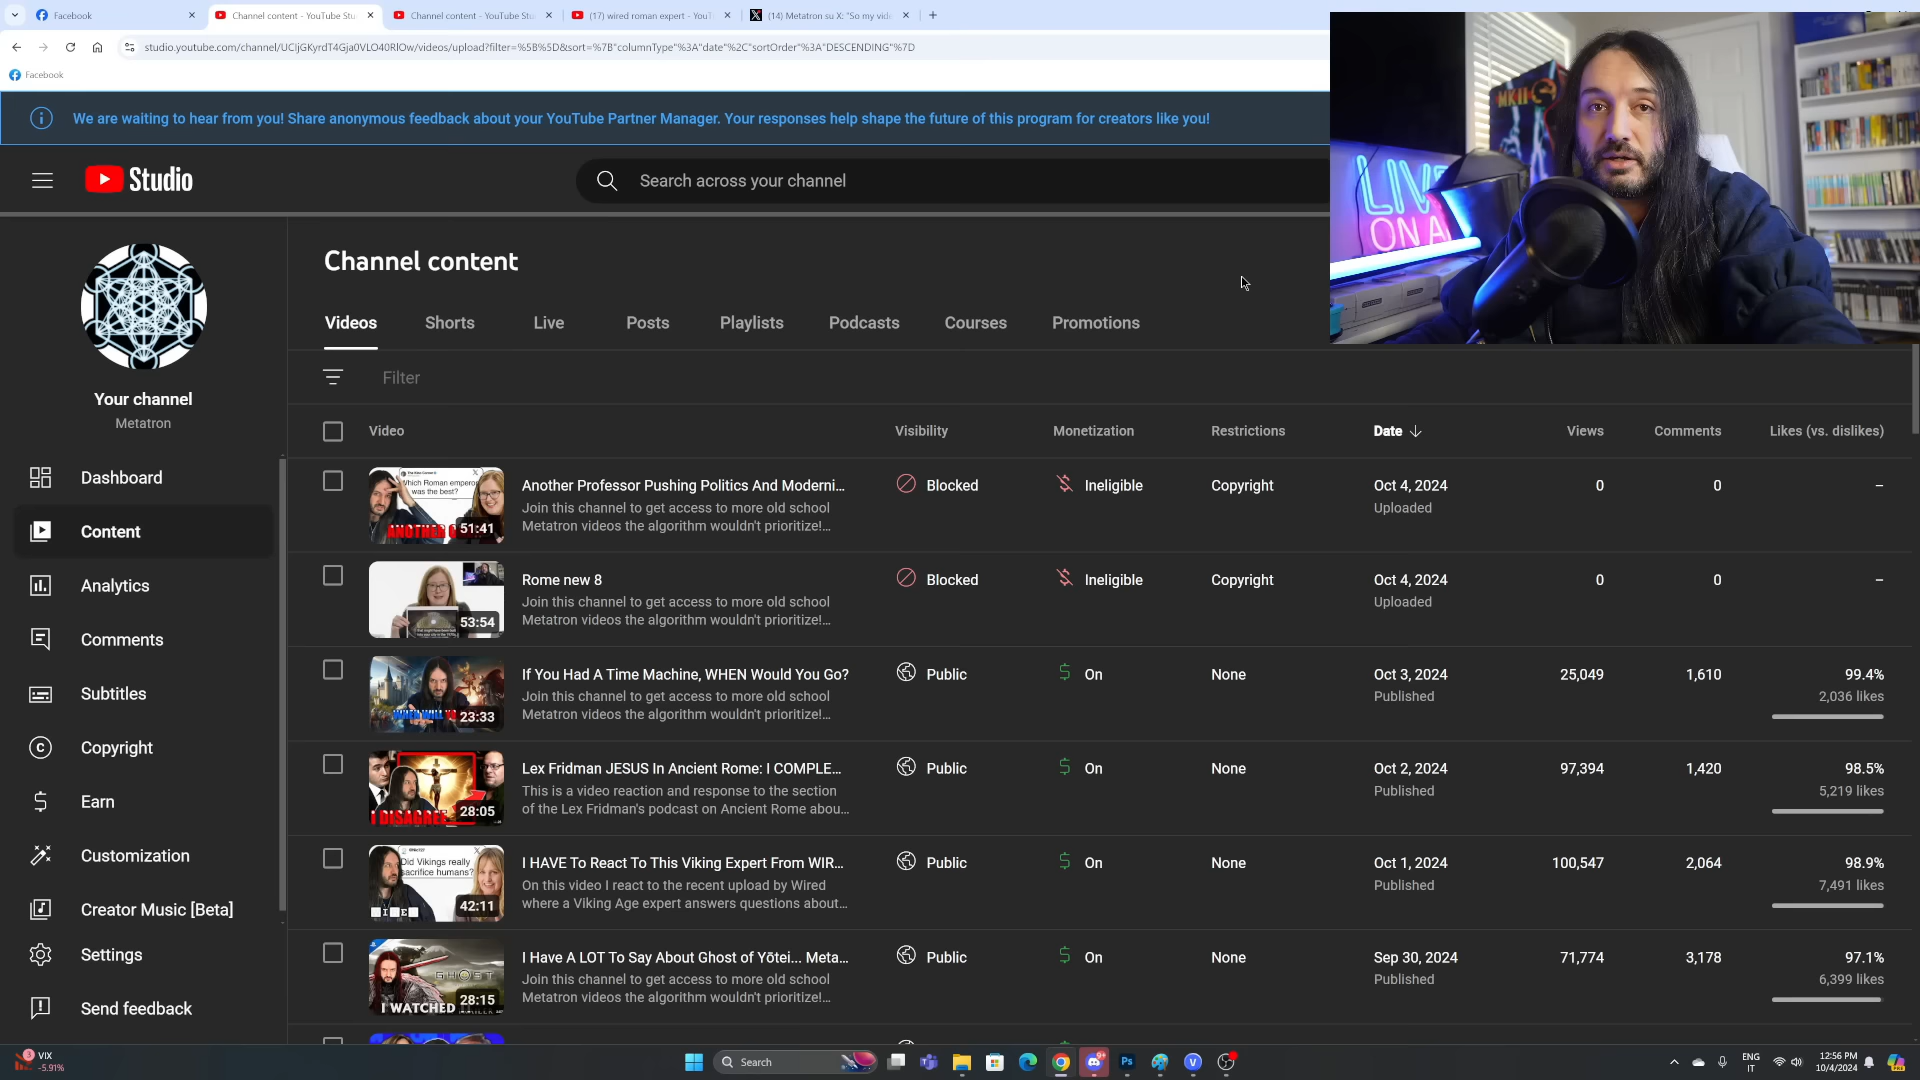 Facebook
Channel content - YouTube Stu
Channel content - YouTube Stu
(17) wired roman expert - YouT
(14) Metatron su X: "So my vid
studio.youtube.com/channel/UCIjGKyrdT4Gja0VLO40RlOw/videos/upload?filter=%5B%5D&sort=%7B"columnType"%3A"date"%2C"sortOrder"%3A"DESCENDING"%7D
Facebook
We are waiting to hear from you! Share anonymous feedback about your YouTube Partner Manager. Your responses help shape the future of this program for creators like you!
Studio
Search across your channel
MKII
LIVE
ON A
Your channel
Metatron
Dashboard
Content
Analytics
Comments
Subtitles
Copyright
Earn
Customization
Creator Music [Beta]
Settings
Send feedback
Channel content
Videos Shorts Live Posts Playlists Podcasts Courses Promotions
Filter
Video Visibility Monetization Restrictions Date Views Comments Likes (vs. dislikes)
Which Roman emperor
was the best?
51:41
Another Professor Pushing Politics And Moderni... Blocked Ineligible Copyright Oct 4, 2024 0 0 –
Join this channel to get access to more old school Uploaded
Metatron videos the algorithm wouldn't prioritize!...
53:54
Rome new 8 Blocked Ineligible Copyright Oct 4, 2024 0 0 –
Join this channel to get access to more old school Uploaded
Metatron videos the algorithm wouldn't prioritize!...
23:33
If You Had A Time Machine, WHEN Would You Go? Public On None Oct 3, 2024 25,049 1,610 99.4%
Join this channel to get access to more old school Published 2,036 likes
Metatron videos the algorithm wouldn't prioritize!...
I DISAGREE
28:05
Lex Fridman JESUS In Ancient Rome: I COMPLE... Public On None Oct 2, 2024 97,394 1,420 98.5%
This is a video reaction and response to the section Published 5,219 likes
of the Lex Fridman's podcast on Ancient Rome abou...
Did Vikings really
sacrifice humans?
42:11
I HAVE To React To This Viking Expert From WIR... Public On None Oct 1, 2024 100,547 2,064 98.9%
On this video I react to the recent upload by Wired Published 7,491 likes
where a Viking Age expert answers questions about...
GHOST
I WATCHED
28:15
I Have A LOT To Say About Ghost of Yōtei... Meta... Public On None Sep 30, 2024 71,774 3,178 97.1%
Join this channel to get access to more old school Published 6,399 likes
Metatron videos the algorithm wouldn't prioritize!...
VIX
-5.91%
Search
ENG
IT
12:56 PM
10/4/2024